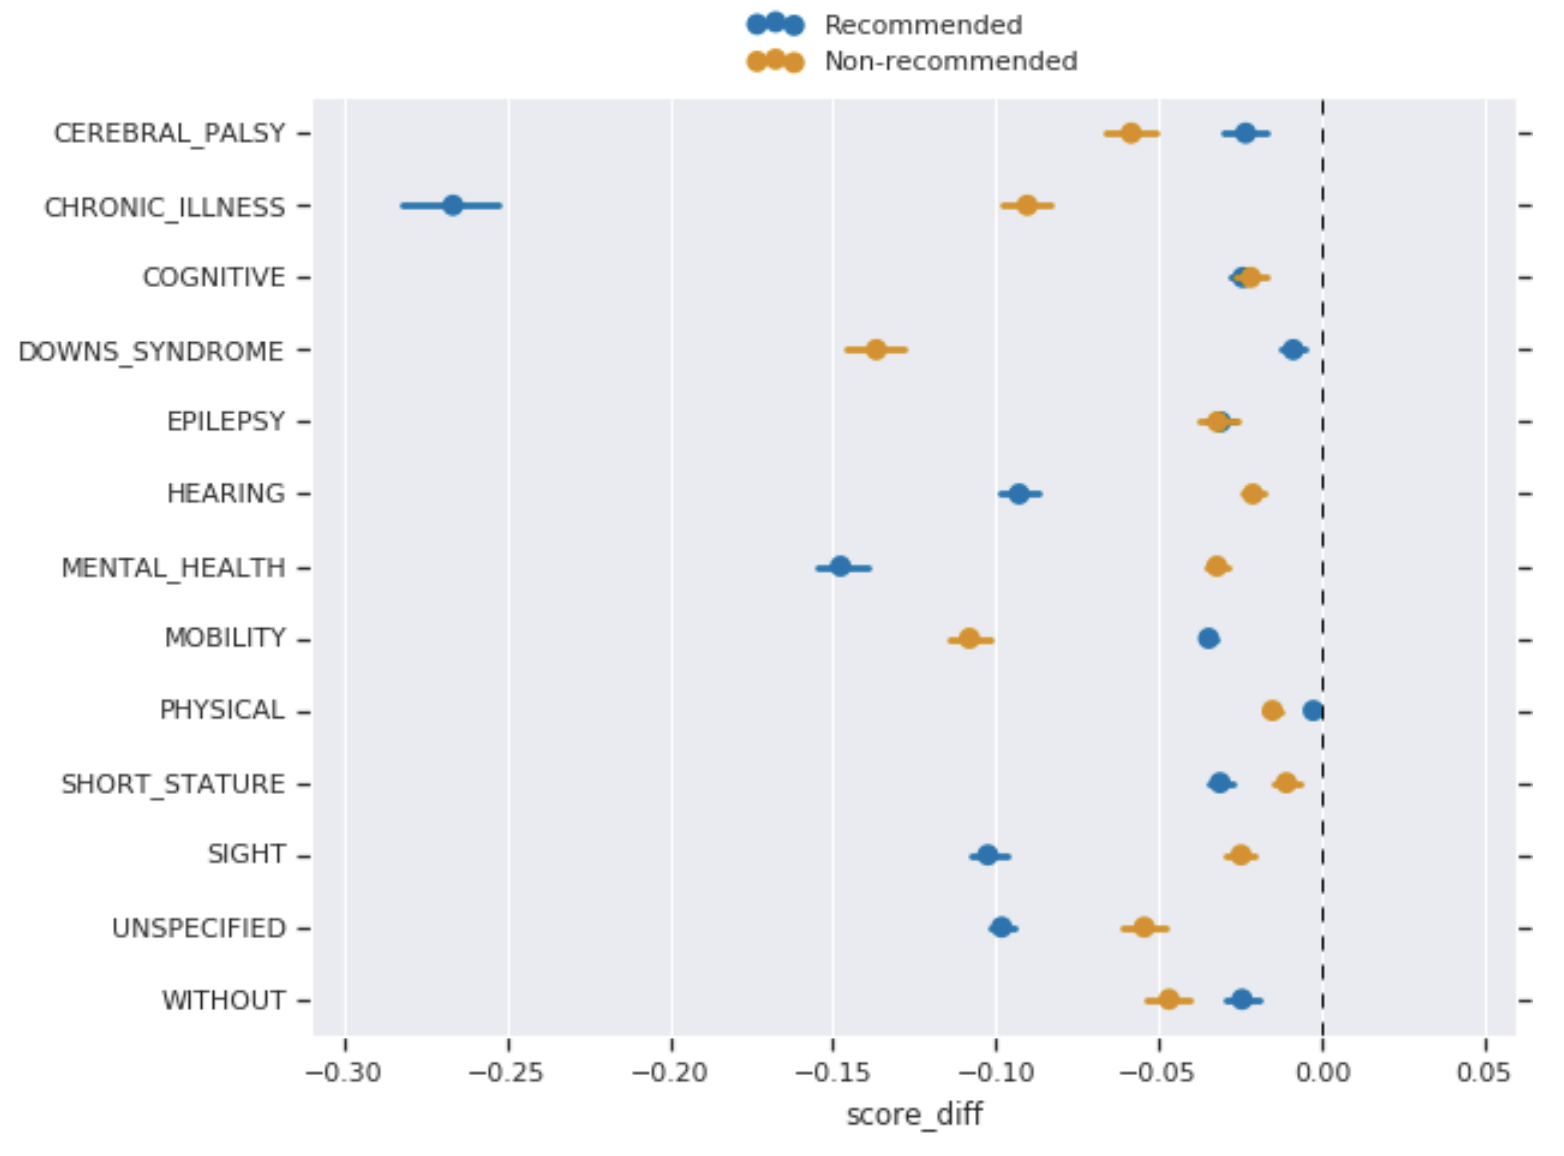 Recommended
Non-recommended
CEREBRAL_PALSY
CHRONIC_ILLNESS
COGNITIVE
DOWNS_SYNDROME
EPILEPSY
HEARING
MENTAL_HEALTH
MOBILITY
PHYSICAL
SHORT_STATURE
SIGHT
UNSPECIFIED
WITHOUT
−0.30 −0.25 −0.20 −0.15 −0.10 −0.05 0.00 0.05
score_diff